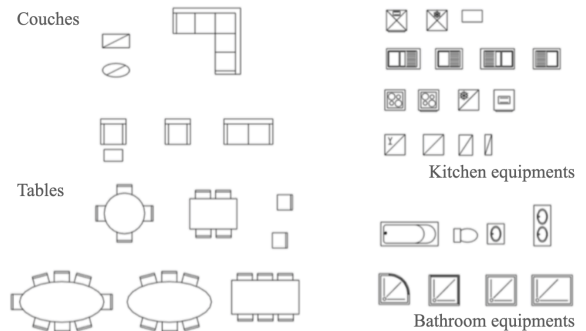 Couches
Kitchen equipments
Tables
Bathroom equipments